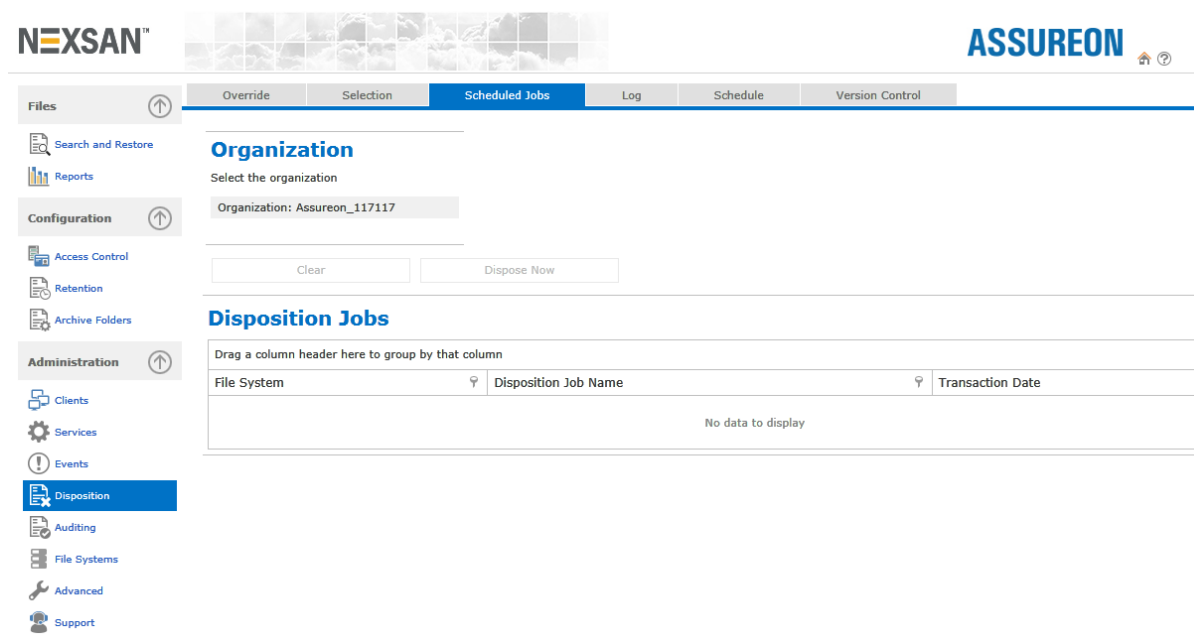 NEXSAN™
ASSUREON
Files
Search and Restore
Reports
Configuration
Access Control
Retention
Archive Folders
Administration
Clients
Services
Events
Disposition
Auditing
File Systems
Advanced
Support
Override Selection Scheduled Jobs Log Schedule Version Control
Organization
Select the organization
Organization: Assureon_117117
Clear Dispose Now
Disposition Jobs
Drag a column header here to group by that column
File System Disposition Job Name Transaction Date
No data to display